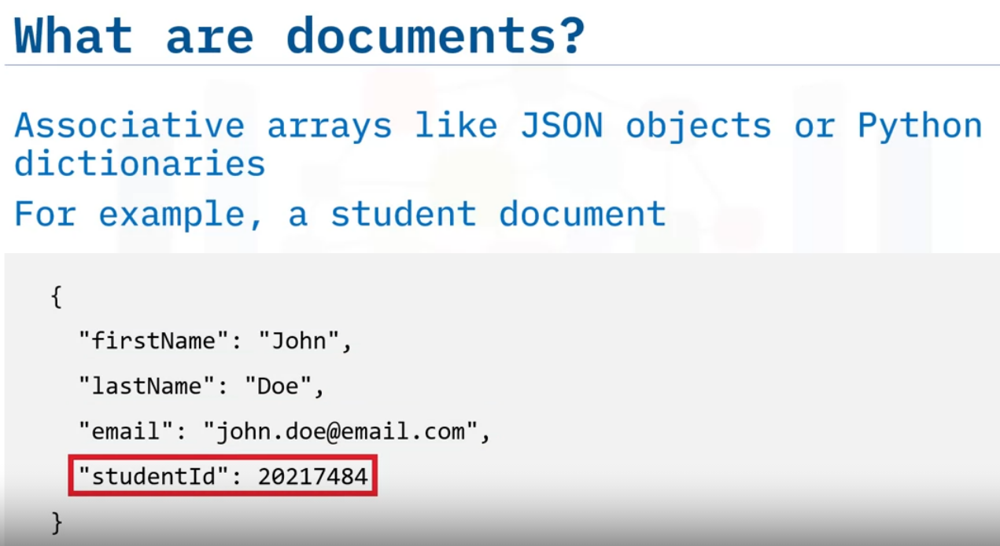 What are documents?
Associative arrays like JSON objects or Python
dictionaries
For example, a student document
{
"firstName": "John",
"lastName": "Doe",
"email": "john.doe@email.com",
"studentId": 20217484
}